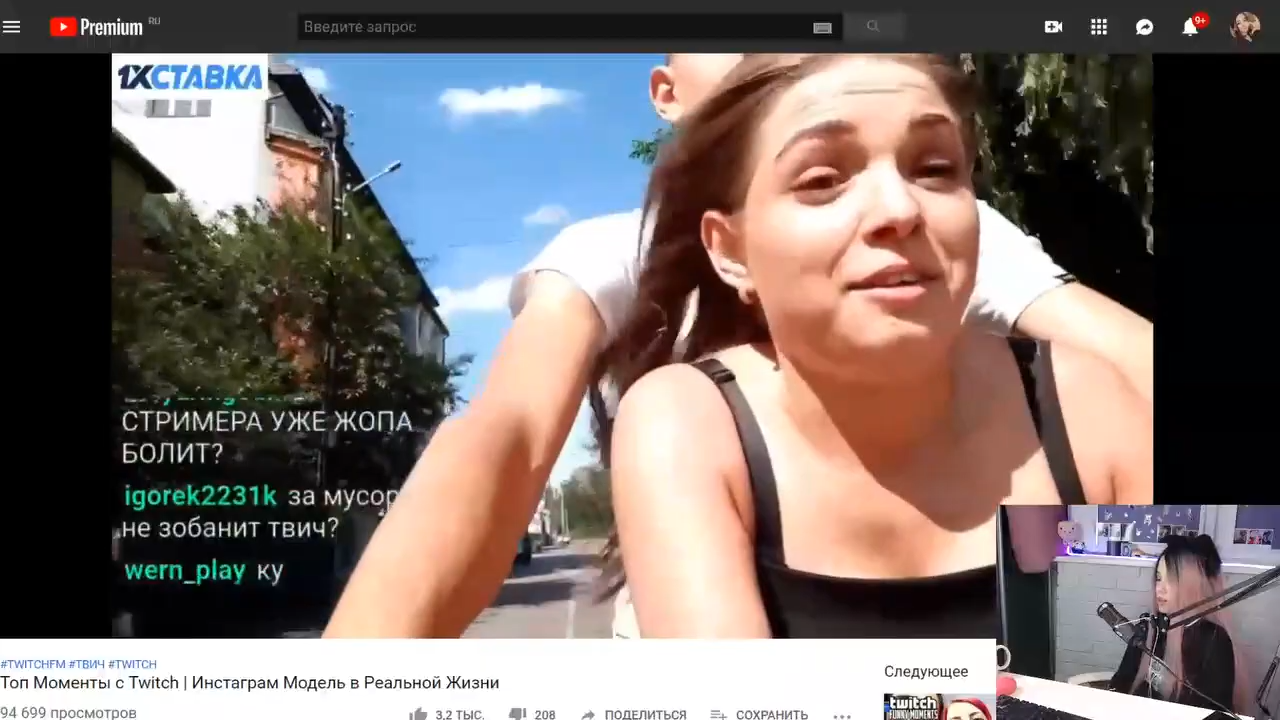 Premium RU
Введите запрос
9+
1XСТАВКА
СТРИМЕРА УЖЕ ЖОПА
БОЛИТ?
igorek2231k за мусор
не зобанит твич?
wern_play ку
#TWITCHFM #ТВИЧ #TWITCH
Топ Моменты с Twitch | Инстаграм Модель в Реальной Жизни
94 699 просмотров
3,2 ТЫС.
208
ПОДЕЛИТЬСЯ
СОХРАНИТЬ
Следующее
twitch
FUNNY MOMENTS